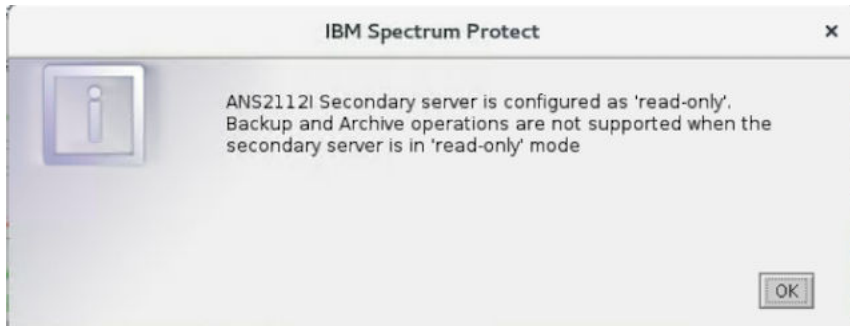 IBM Spectrum Protect
ANS2112I Secondary server is configured as 'read-only'.
Backup and Archive operations are not supported when the
secondary server is in 'read-only' mode
OK